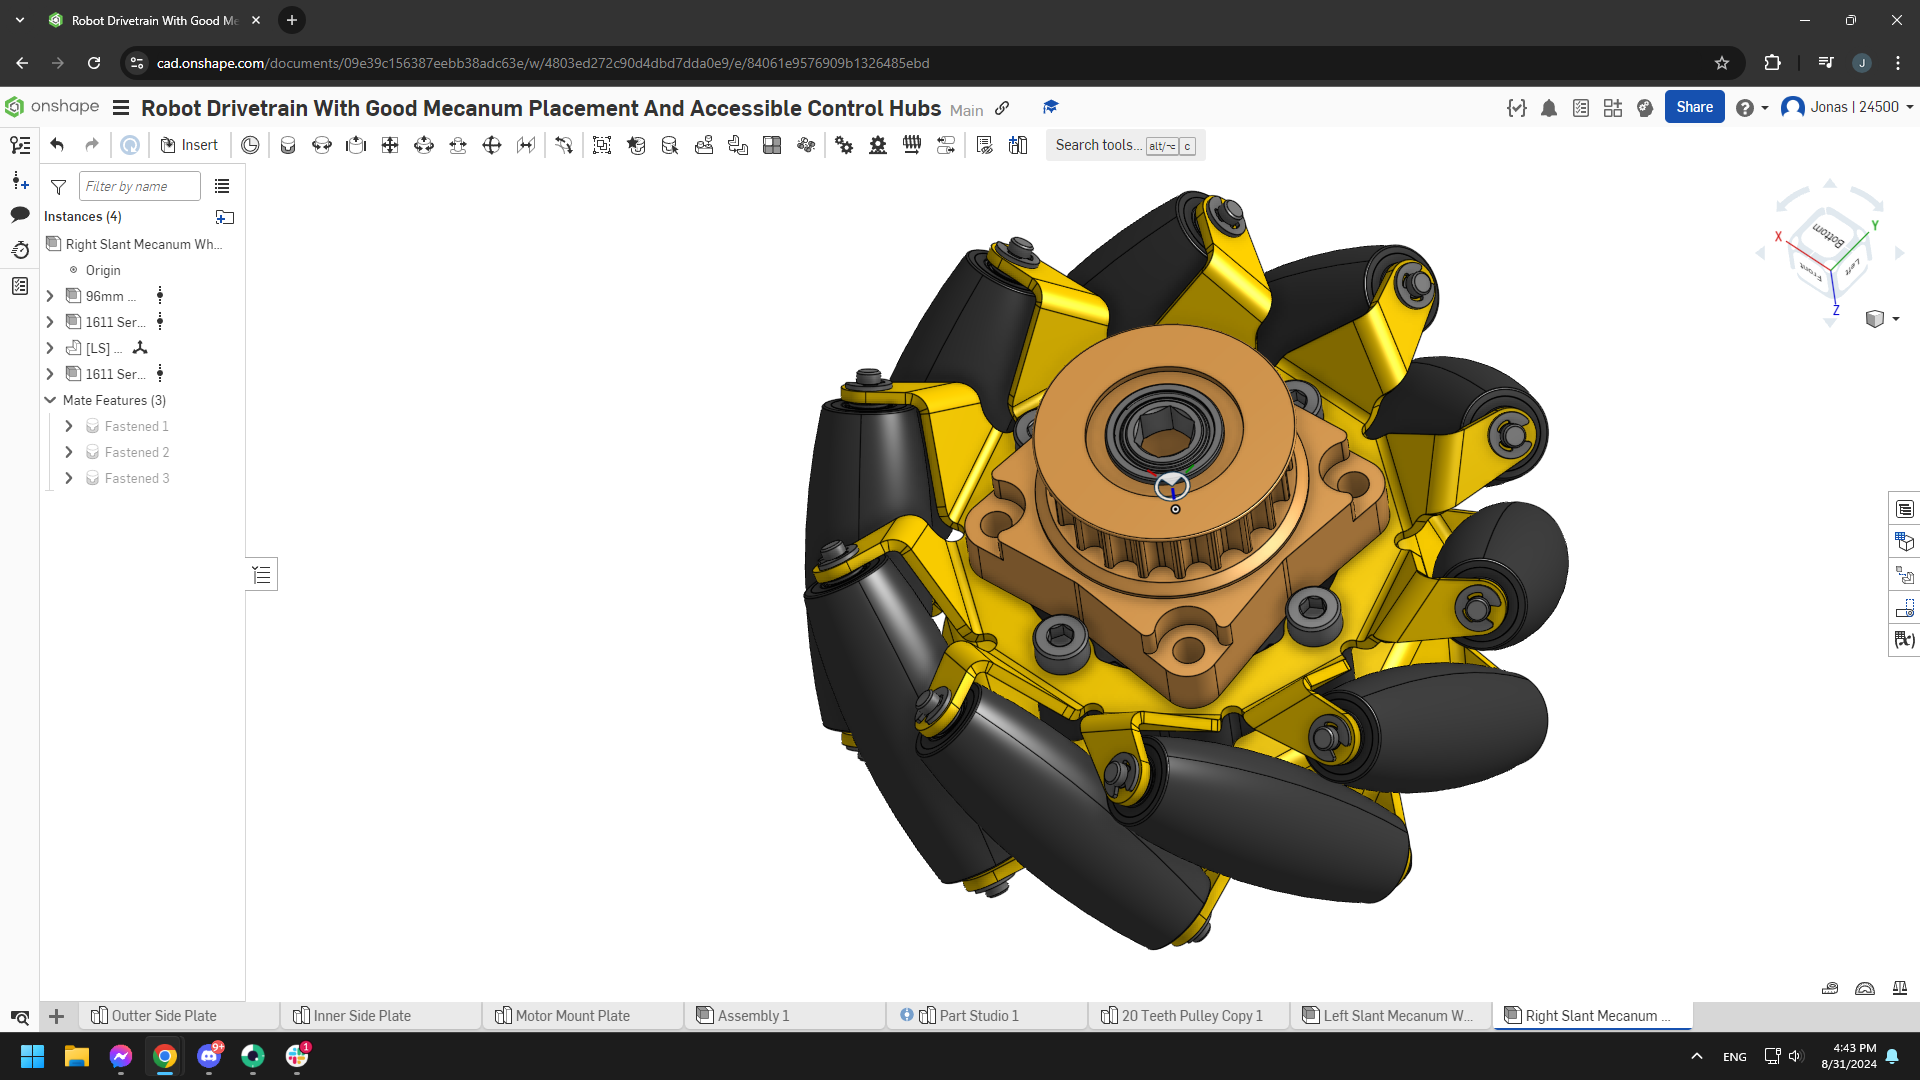 Robot Drivetrain With Good Me
cad.onshape.com/documents/09e39c156387eebb38adc63e/w/4803ed272c90d4dbd7dda0e9/e/84061e9576909b1326485ebd
J
onshape
Robot Drivetrain With Good Mecanum Placement And Accessible Control Hubs Main
Share
Jonas | 24500
Insert
Search tools... alt/⌥ c
Filter by name
Instances (4)
Right Slant Mecanum Wh...
Origin
96mm ...
1611 Ser...
[LS] ...
1611 Ser...
Mate Features (3)
Fastened 1
Fastened 2
Fastened 3
X
Y
Z
Bottom
Front
Left
Outter Side Plate
Inner Side Plate
Motor Mount Plate
Assembly 1
Part Studio 1
20 Teeth Pulley Copy 1
Left Slant Mecanum W...
Right Slant Mecanum ...
9+
1
ENG
4:43 PM
8/31/2024